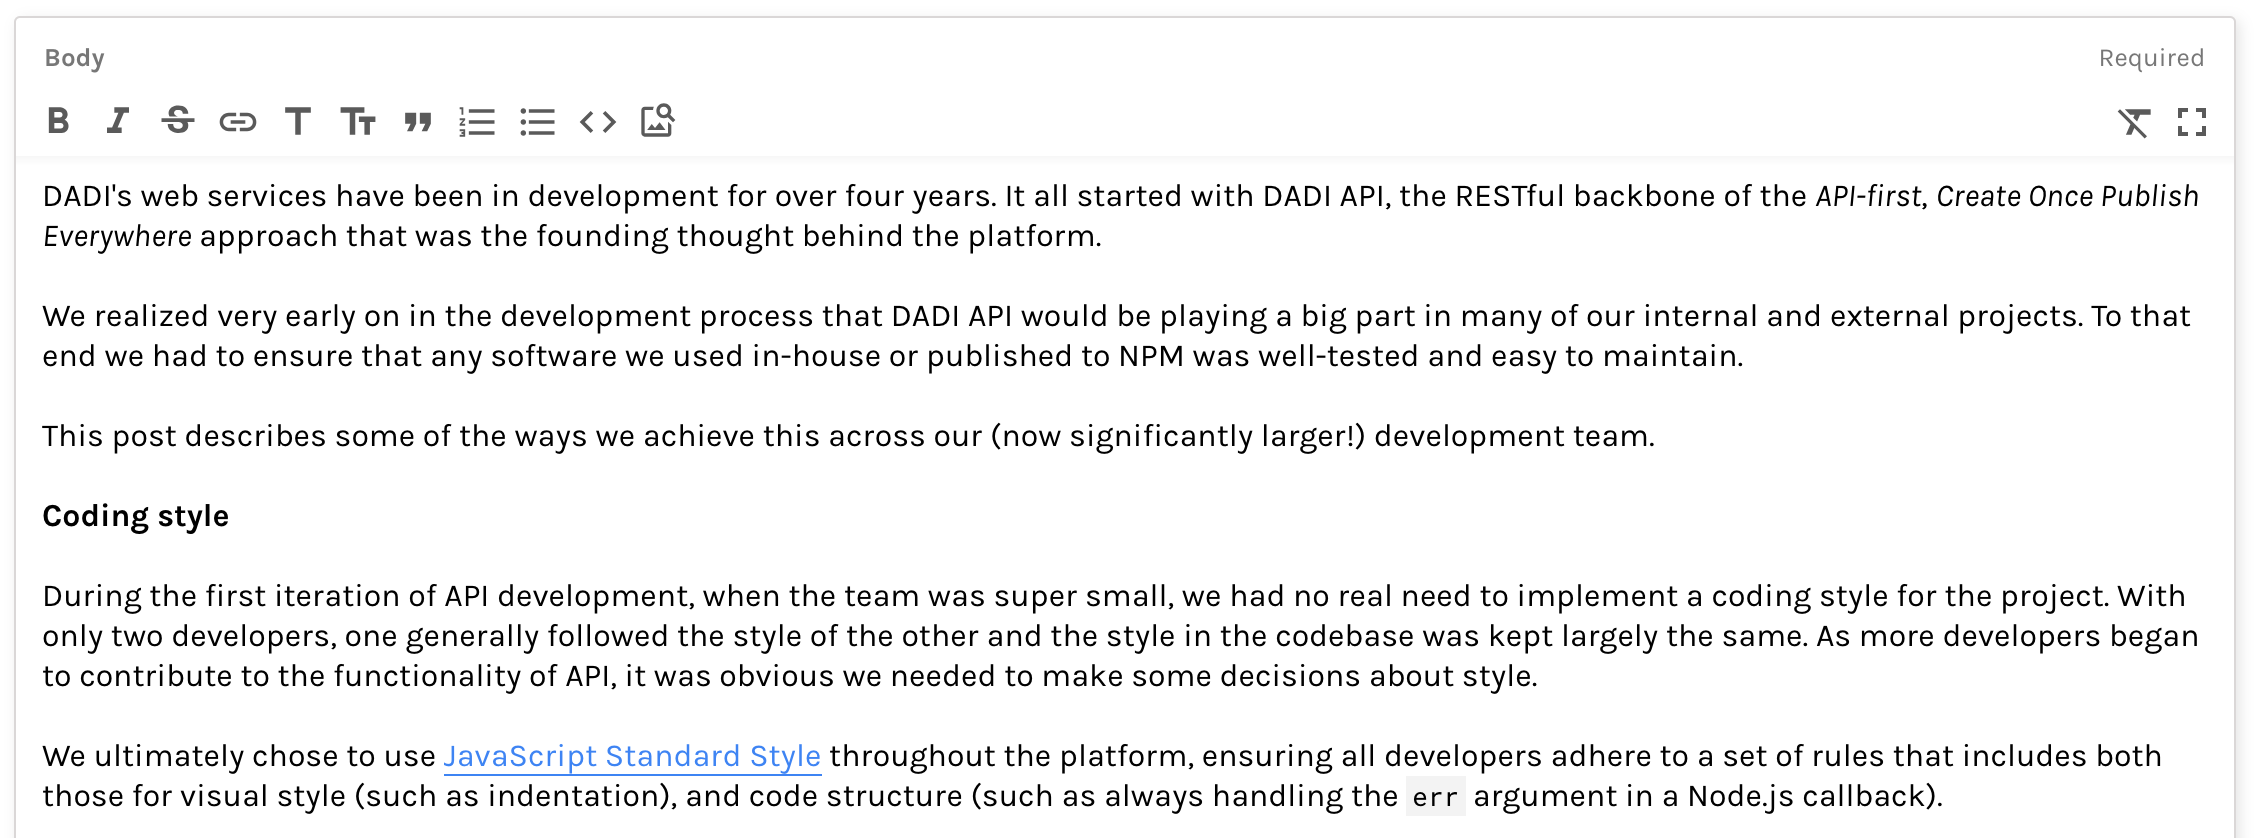 Body
Required
DADI's web services have been in development for over four years. It all started with DADI API, the RESTful backbone of the API-first, Create Once Publish
Everywhere approach that was the founding thought behind the platform.
We realized very early on in the development process that DADI API would be playing a big part in many of our internal and external projects. To that
end we had to ensure that any software we used in-house or published to NPM was well-tested and easy to maintain.
This post describes some of the ways we achieve this across our (now significantly larger!) development team.
Coding style
During the first iteration of API development, when the team was super small, we had no real need to implement a coding style for the project. With
only two developers, one generally followed the style of the other and the style in the codebase was kept largely the same. As more developers began
to contribute to the functionality of API, it was obvious we needed to make some decisions about style.
We ultimately chose to use JavaScript Standard Style throughout the platform, ensuring all developers adhere to a set of rules that includes both
those for visual style (such as indentation), and code structure (such as always handling the err argument in a Node.js callback).